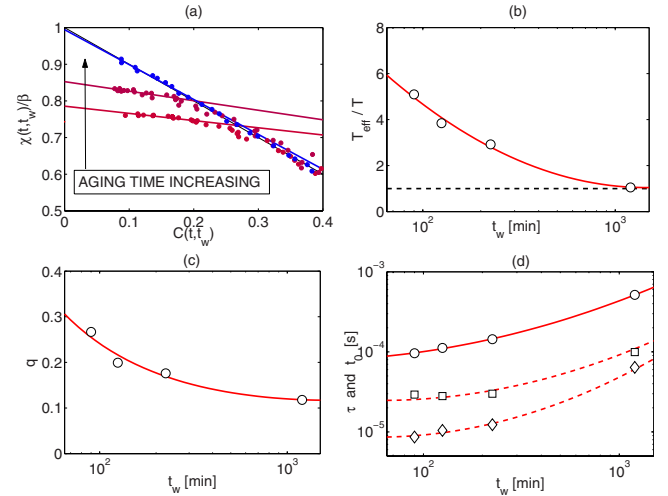 (a)
χ(t,t_w)/β
1
0.9
0.8
0.7
0.6
0.5
AGING TIME INCREASING
0 0.1 0.2 0.3 0.4
C(t,t_w)
(b)
T_eff / T
8
6
4
2
0
10^2 10^3
t_w [min]
(c)
q
0.4
0.3
0.2
0.1
0
10^2 10^3
t_w [min]
(d)
τ and t_0 [s]
10^-3
10^-4
10^-5
10^2 10^3
t_w [min]